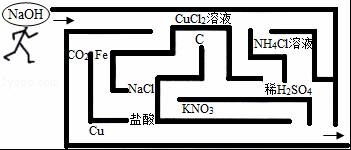 NaOH
CuCl2溶液
C
NH4Cl溶液
CO2
Fe
NaCl
稀H2SO4
KNO3
Cu
盐酸